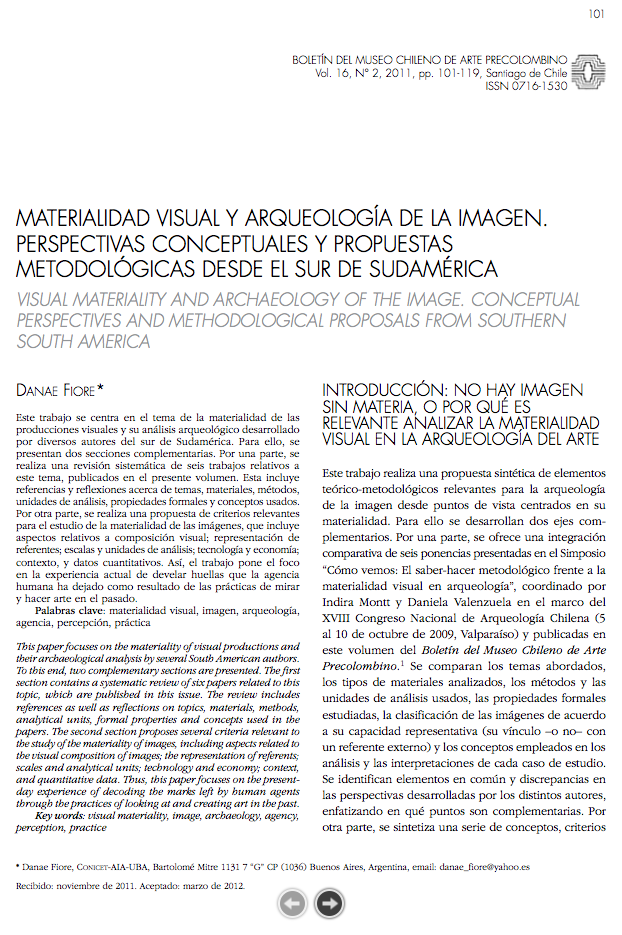 101
BOLETÍN DEL MUSEO CHILENO DE ARTE PRECOLOMBINO
Vol. 16, N° 2, 2011, pp. 101-119, Santiago de Chile
ISSN 0716-1530
MATERIALIDAD VISUAL Y ARQUEOLOGÍA DE LA IMAGEN.
PERSPECTIVAS CONCEPTUALES Y PROPUESTAS
METODOLÓGICAS DESDE EL SUR DE SUDAMÉRICA
VISUAL MATERIALITY AND ARCHAEOLOGY OF THE IMAGE. CONCEPTUAL
PERSPECTIVES AND METHODOLOGICAL PROPOSALS FROM SOUTHERN
SOUTH AMERICA
DANAE FIORE*
Este trabajo se centra en el tema de la materialidad de las
producciones visuales y su análisis arqueológico desarrollado
por diversos autores del sur de Sudamérica. Para ello, se
presentan dos secciones complementarias. Por una parte, se
realiza una revisión sistemática de seis trabajos relativos a
este tema, publicados en el presente volumen. Esta incluye
referencias y reflexiones acerca de temas, materiales, métodos,
unidades de análisis, propiedades formales y conceptos usados.
Por otra parte, se realiza una propuesta de criterios relevantes
para el estudio de la materialidad de las imágenes, que incluye
aspectos relativos a composición visual; representación de
referentes; escalas y unidades de análisis; tecnología y economía;
contexto, y datos cuantitativos. Así, el trabajo pone el foco
en la experiencia actual de develar huellas que la agencia
humana ha dejado como resultado de las prácticas de mirar
y hacer arte en el pasado.
Palabras clave: materialidad visual, imagen, arqueología,
agencia, percepción, práctica
This paper focuses on the materiality of visual productions and
their archaeological analysis by several South American authors.
To this end, two complementary sections are presented. The first
section contains a systematic review of six papers related to this
topic, which are published in this issue. The review includes
references as well as reflections on topics, materials, methods,
analytical units, formal properties and concepts used in the
papers. The second section proposes several criteria relevant to
the study of the materiality of images, including aspects related to
the visual composition of images; the representation of referents;
scales and analytical units; technology and economy; context,
and quantitative data. Thus, this paper focuses on the present-
day experience of decoding the marks left by human agents
through the practices of looking at and creating art in the past.
Key words: visual materiality, image, archaeology, agency,
perception, practice
INTRODUCCIÓN: NO HAY IMAGEN
SIN MATERIA, O POR QUÉ ES
RELEVANTE ANALIZAR LA MATERIALIDAD
VISUAL EN LA ARQUEOLOGÍA DEL ARTE
Este trabajo realiza una propuesta sintética de elementos
teórico-metodológicos relevantes para la arqueología
de la imagen desde puntos de vista centrados en su
materialidad. Para ello se desarrollan dos ejes com-
plementarios. Por una parte, se ofrece una integración
comparativa de seis ponencias presentadas en el Simposio
“Cómo vemos: El saber-hacer metodológico frente a la
materialidad visual en arqueología”, coordinado por
Indira Montt y Daniela Valenzuela en el marco del
XVIII Congreso Nacional de Arqueología Chilena (5
al 10 de octubre de 2009, Valparaíso) y publicadas en
este volumen del Boletín del Museo Chileno de Arte
Precolombino.¹ Se comparan los temas abordados,
los tipos de materiales analizados, los métodos y las
unidades de análisis usados, las propiedades formales
estudiadas, la clasificación de las imágenes de acuerdo
a su capacidad representativa (su vínculo –o no– con
un referente externo) y los conceptos empleados en los
análisis y las interpretaciones de cada caso de estudio.
Se identifican elementos en común y discrepancias en
las perspectivas desarrolladas por los distintos autores,
enfatizando en qué puntos son complementarias. Por
otra parte, se sintetiza una serie de conceptos, criterios
* Danae Fiore, CONICET-AIA-UBA, Bartolomé Mitre 1131 7 “G” CP (1036) Buenos Aires, Argentina, email: danae_fiore@yahoo.es
Recibido: noviembre de 2011. Aceptado: marzo de 2012.